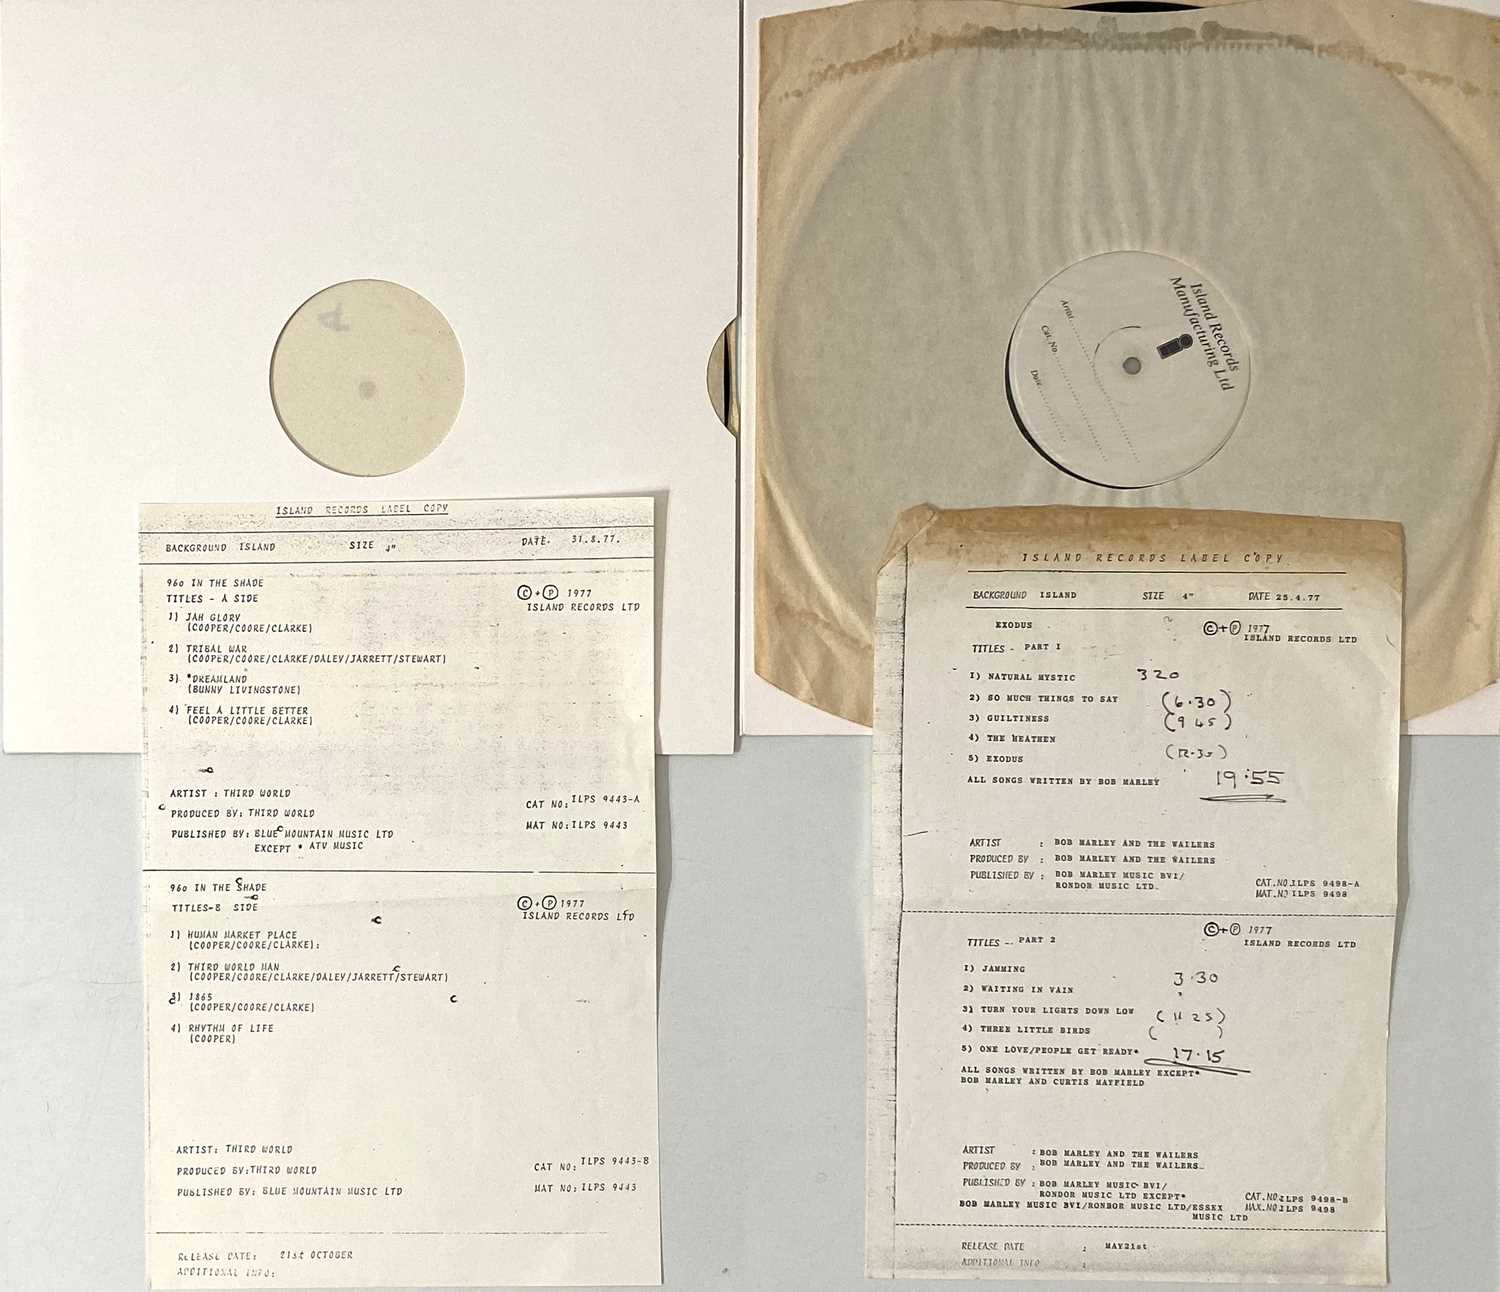 A
Island Records
Manufacturing Ltd
Artist
Cat. No.
Date
ISLAND RECORDS LABEL COPY
BACKGROUND ISLAND SIZE 4" DATE. 31.8.77.
960 IN THE SHADE
TITLES - A SIDE
© + ℗ 1977
ISLAND RECORDS LTD
1) JAH GLORY
(COOPER/COORE/CLARKE)
2) TRIBAL WAR
(COOPER/COORE/CLARKE/DALEY/JARRETT/STEWART)
3) *DREAMLAND
(BUNNY LIVINGSTONE)
4) FEEL A LITTLE BETTER
(COOPER/COORE/CLARKE)
ARTIST : THIRD WORLD
PRODUCED BY: THIRD WORLD
PUBLISHED BY: BLUE MOUNTAIN MUSIC LTD
EXCEPT * ATV MUSIC
CAT NO: ILPS 9443-A
MAT NO: ILPS 9443
960 IN THE SHADE
TITLES-B SIDE
© + ℗ 1977
ISLAND RECORDS LTD
1) HUMAN MARKET PLACE
(COOPER/COORE/CLARKE):
2) THIRD WORLD MAN
(COOPER/COORE/CLARKE/DALEY/JARRETT/STEWART)
3) 1865
(COOPER/COORE/CLARKE)
4) RHYTHM OF LIFE
(COOPER)
ARTIST: THIRD WORLD
PRODUCED BY:THIRD WORLD
PUBLISHED BY: BLUE MOUNTAIN MUSIC LTD
CAT NO: ILPS 9443-B
MAT NO: ILPS 9443
RELEASE DATE: 21st OCTOBER
ADDITIONAL INFO:
ISLAND RECORDS LABEL COPY
BACKGROUND ISLAND SIZE 4" DATE 25.4.77
EXODUS
TITLES - PART I
©+℗ 1977
ISLAND RECORDS LTD
1) NATURAL MYSTIC 320
2) SO MUCH THINGS TO SAY (6.30)
3) GUILTINESS (9 45)
4) THE HEATHEN
5) EXODUS
ALL SONGS WRITTEN BY BOB MARLEY 19:55
ARTIST : BOB MARLEY AND THE WAILERS
PRODUCED BY : BOB MARLEY AND THE WAILERS
PUBLISHED BY : BOB MARLEY MUSIC BVI/
RONDOR MUSIC LTD.
CAT.NO.ILPS 9498-A
MAT.NO ILPS 9498
TITLES -- PART 2
©+℗ 1977
ISLAND RECORDS LTD
1) JAMMING 3.30
2) WAITING IN VAIN
3) TURN YOUR LIGHTS DOWN LOW (11 25)
4) THREE LITTLE BIRDS ( )
5) ONE LOVE/PEOPLE GET READY* 17.15
ALL SONGS WRITTEN BY BOB MARLEY EXCEPT*
BOB MARLEY AND CURTIS MAYFIELD
ARTIST : BOB MARLEY AND THE WAILERS
PRODUCED BY : BOB MARLEY AND THE WAILERS
PUBLISHED BY : BOB MARLEY MUSIC BVI/
RONDOR MUSIC LTD EXCEPT*
BOB MARLEY MUSIC BVI/RONBOR MUSIC LTD/ESSEX
MUSIC LTD
CAT.NO.ILPS 9498-B
MAX.NO.ILPS 9498
RELEASE DATE : MAY21st
ADDITIONAL INFO :